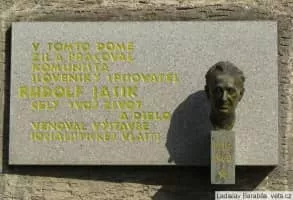 V TOMTO DOME
ŽIL A PRACOVAL
KOMUNISTA
SLOVENSKÝ SPISOVATEĽ
RUDOLF JAŠÍK
CELÝ SVOJ ŽIVOT
A DIELO
VENOVAL VÝSTAVBE
SOCIALISTICKEJ VLASTI
Ladislav Barabáš vets.cz